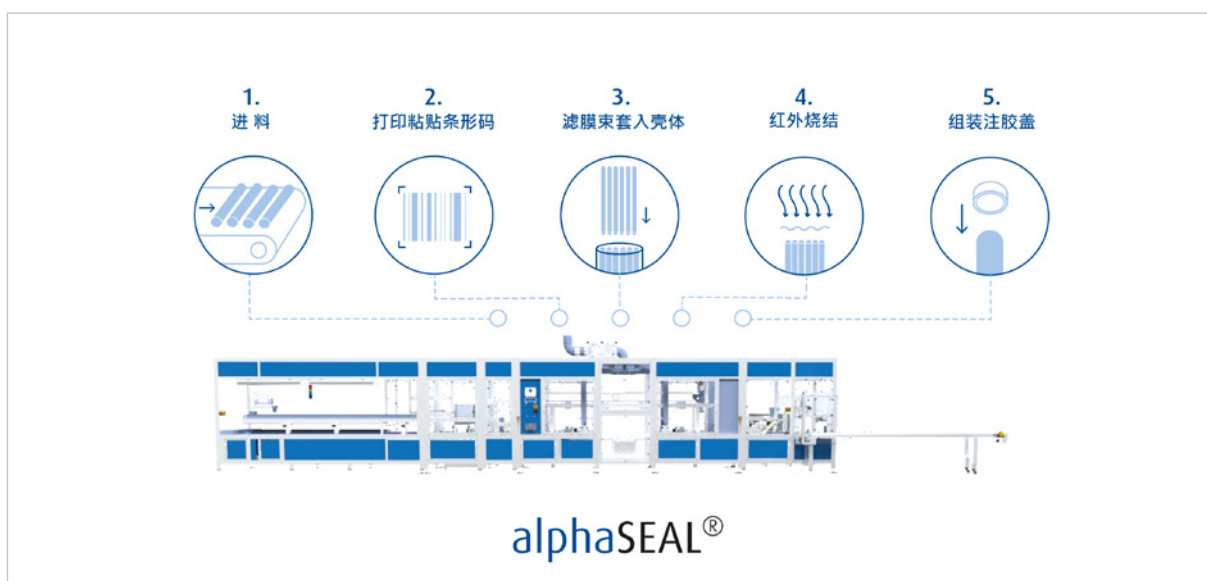 1.
进 料
2.
打印粘贴条形码
3.
滤膜束套入壳体
4.
红外烧结
5.
组装注胶盖
alphaSEAL®